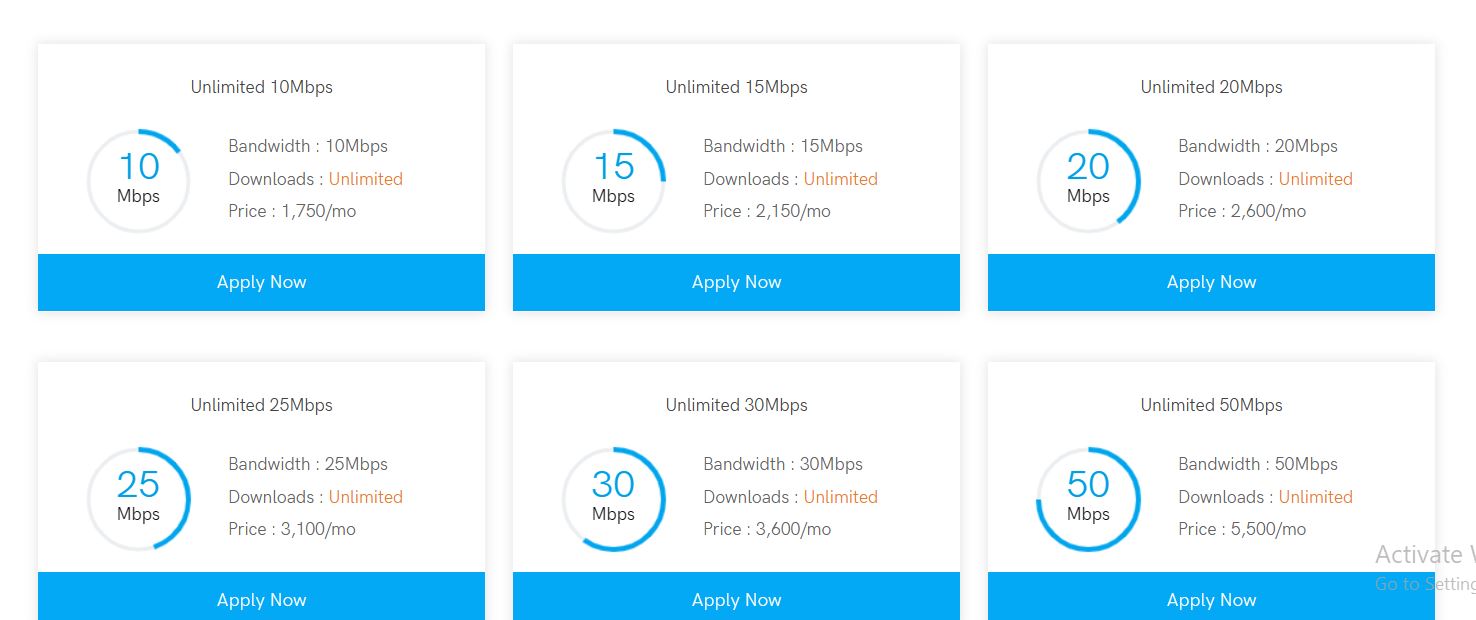 Unlimited 10Mbps
10
Mbps
Bandwidth : 10Mbps
Downloads : Unlimited
Price : 1,750/mo
Apply Now
Unlimited 15Mbps
15
Mbps
Bandwidth : 15Mbps
Downloads : Unlimited
Price : 2,150/mo
Apply Now
Unlimited 20Mbps
20
Mbps
Bandwidth : 20Mbps
Downloads : Unlimited
Price : 2,600/mo
Apply Now
Unlimited 25Mbps
25
Mbps
Bandwidth : 25Mbps
Downloads : Unlimited
Price : 3,100/mo
Apply Now
Unlimited 30Mbps
30
Mbps
Bandwidth : 30Mbps
Downloads : Unlimited
Price : 3,600/mo
Apply Now
Unlimited 50Mbps
50
Mbps
Bandwidth : 50Mbps
Downloads : Unlimited
Price : 5,500/mo
Apply Now
Activate
Go to Setting